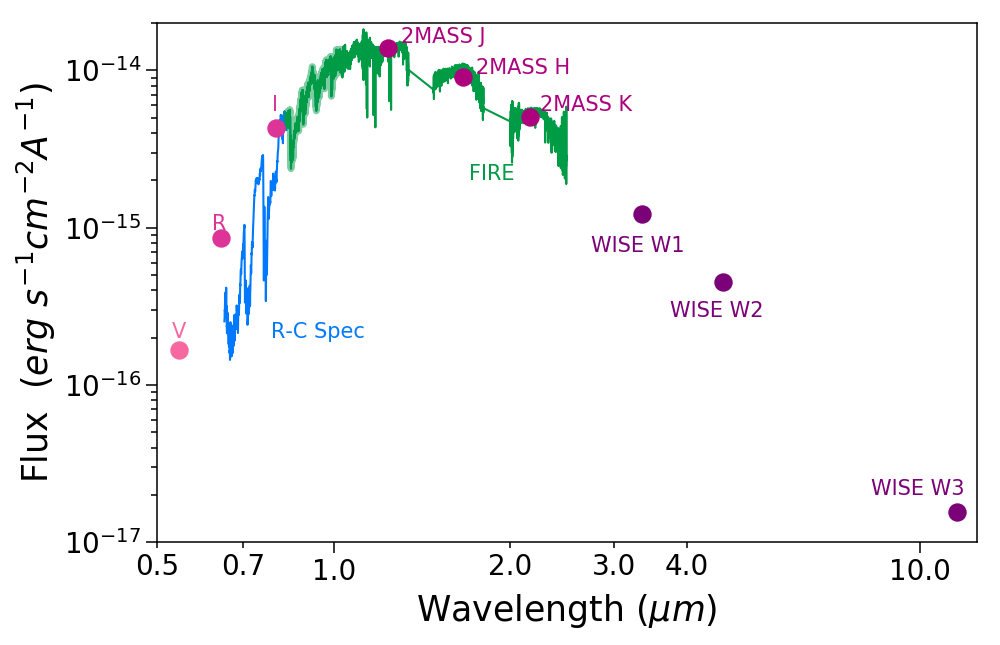 2MASS J
2MASS H
2MASS K
I
FIRE
R
WISE W1
WISE W2
V
R-C Spec
WISE W3
10⁻¹⁴
10⁻¹⁵
10⁻¹⁶
10⁻¹⁷
Flux (erg s⁻¹cm⁻²A⁻¹)
0.5 0.7 1.0 2.0 3.0 4.0 10.0
Wavelength (μm)